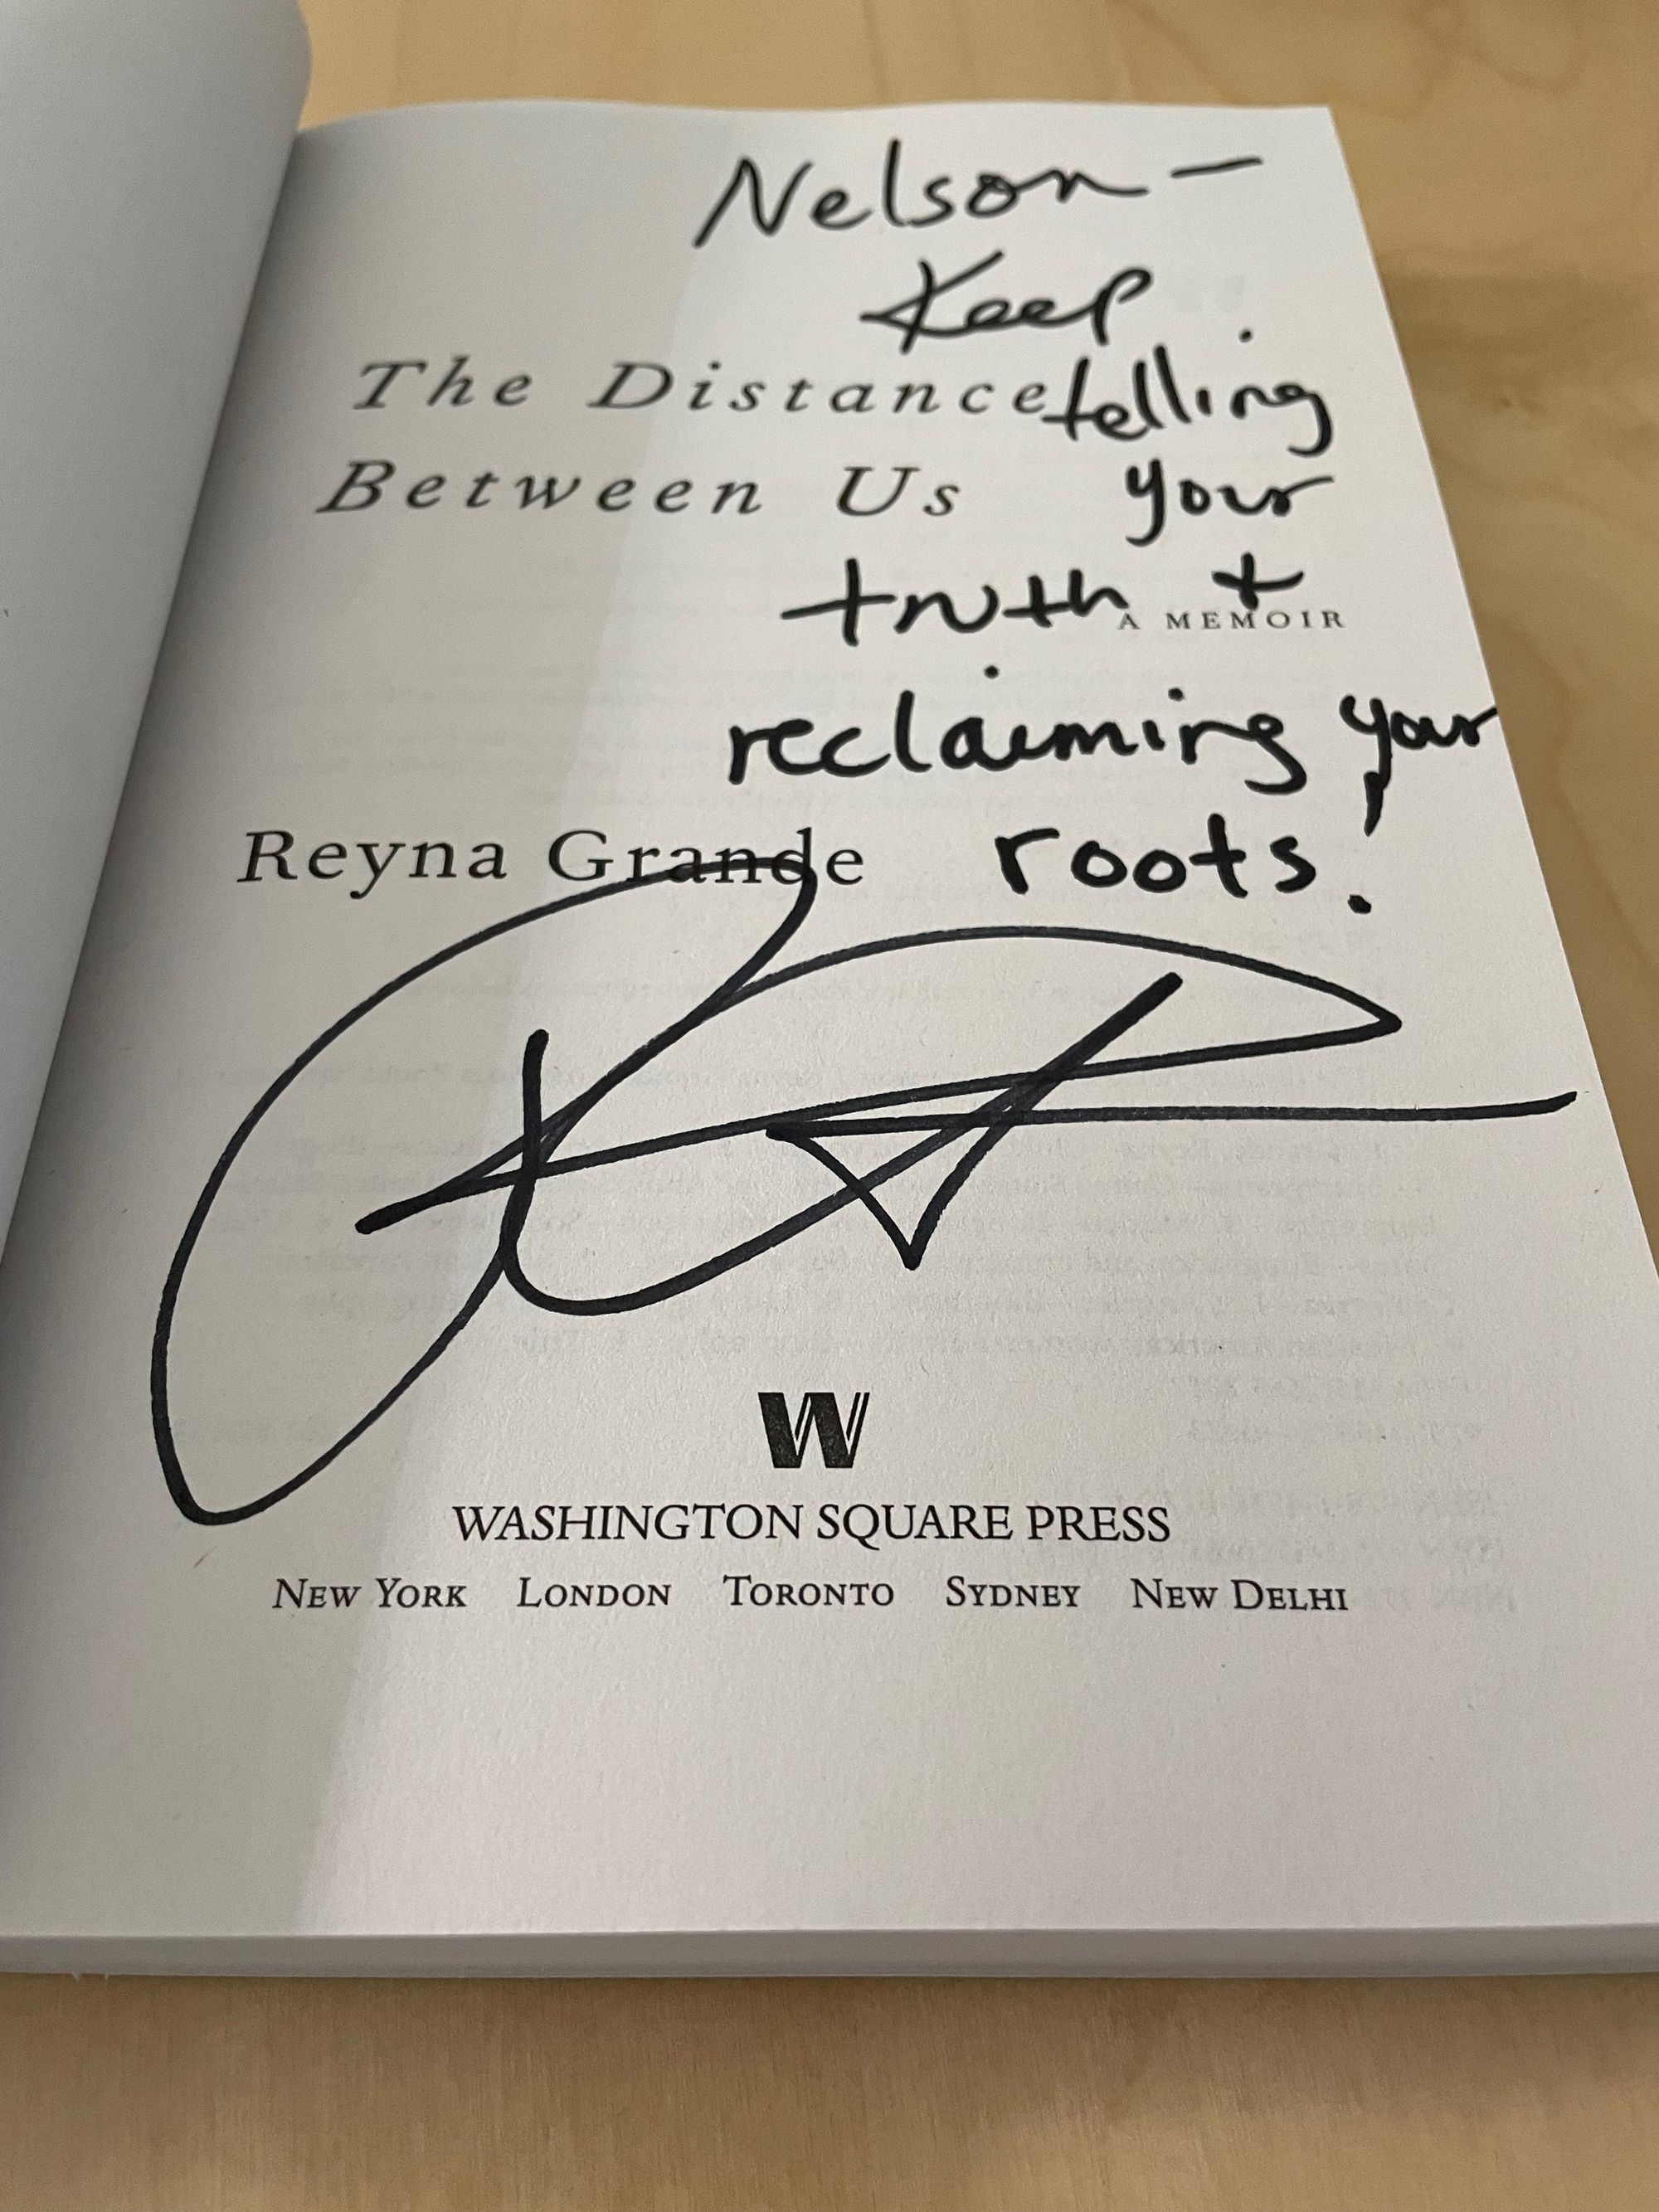 Nelson —
Keep
The Distance telling
Between Us your
truth +
A MEMOIR
reclaiming your
Reyna Grande roots!
W
WASHINGTON SQUARE PRESS
NEW YORK LONDON TORONTO SYDNEY NEW DELHI